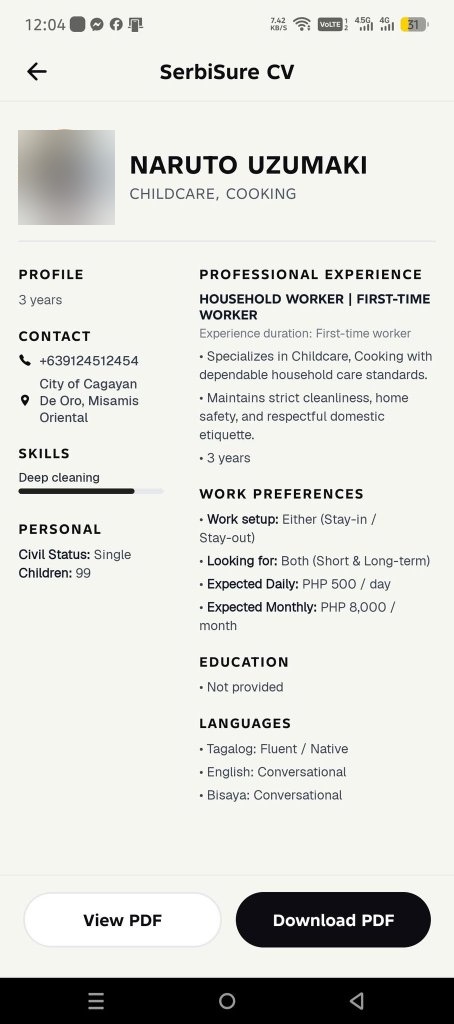 12:04
7.42 KB/S VoLTE 1 2 4.5G 4G 31
SerbiSure CV
NARUTO UZUMAKI
CHILDCARE, COOKING
PROFILE
3 years
CONTACT
+639124512454
City of Cagayan
De Oro, Misamis
Oriental
SKILLS
Deep cleaning
PERSONAL
Civil Status: Single
Children: 99
PROFESSIONAL EXPERIENCE
HOUSEHOLD WORKER | FIRST-TIME
WORKER
Experience duration: First-time worker
• Specializes in Childcare, Cooking with
dependable household care standards.
• Maintains strict cleanliness, home
safety, and respectful domestic
etiquette.
• 3 years
WORK PREFERENCES
• Work setup: Either (Stay-in /
Stay-out)
• Looking for: Both (Short & Long-term)
• Expected Daily: PHP 500 / day
• Expected Monthly: PHP 8,000 /
month
EDUCATION
• Not provided
LANGUAGES
• Tagalog: Fluent / Native
• English: Conversational
• Bisaya: Conversational
View PDF
Download PDF